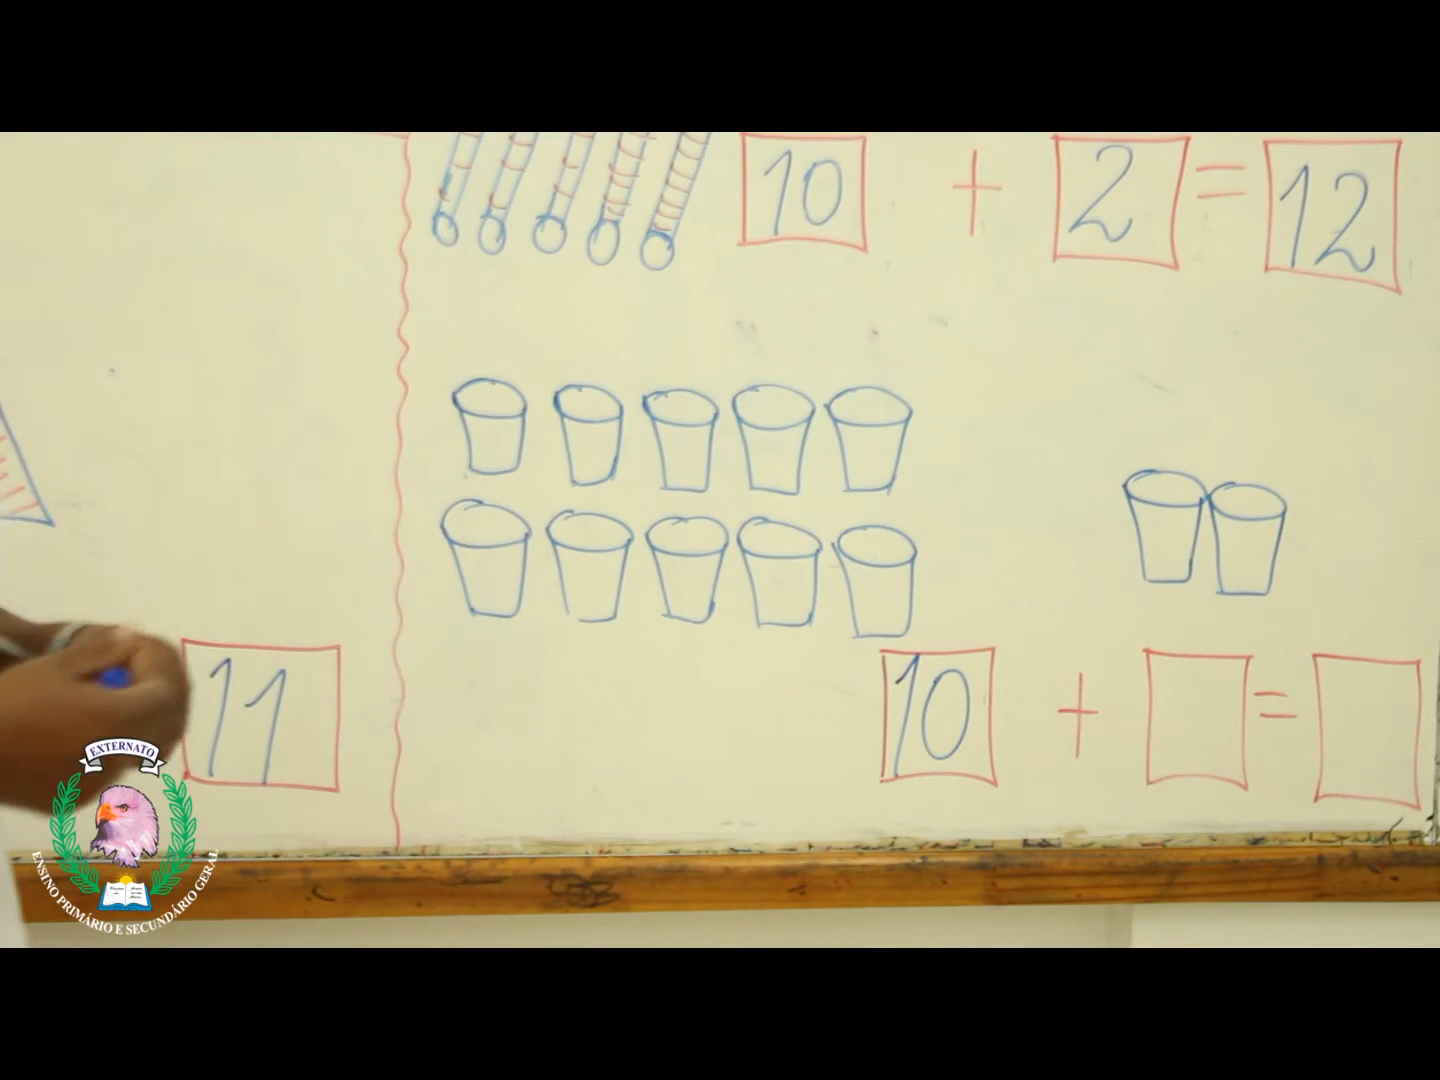 10 + 2 = 12
11
10 + =
EXTERNATO
ENSINO PRIMÁRIO E SECUNDÁRIO GERAL